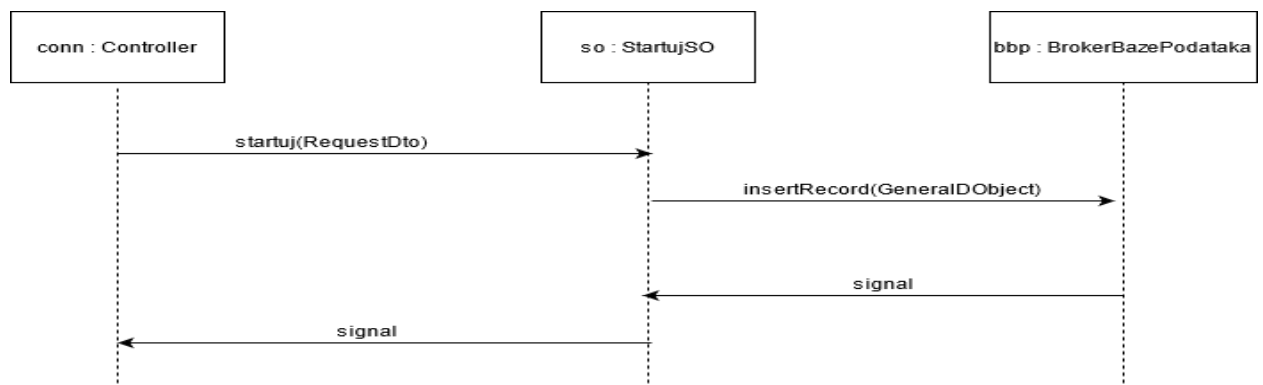 conn : Controller
so : StartujSO
bbp : BrokerBazePodataka
startuj(RequestDto)
insertRecord(GeneralDObject)
signal
signal